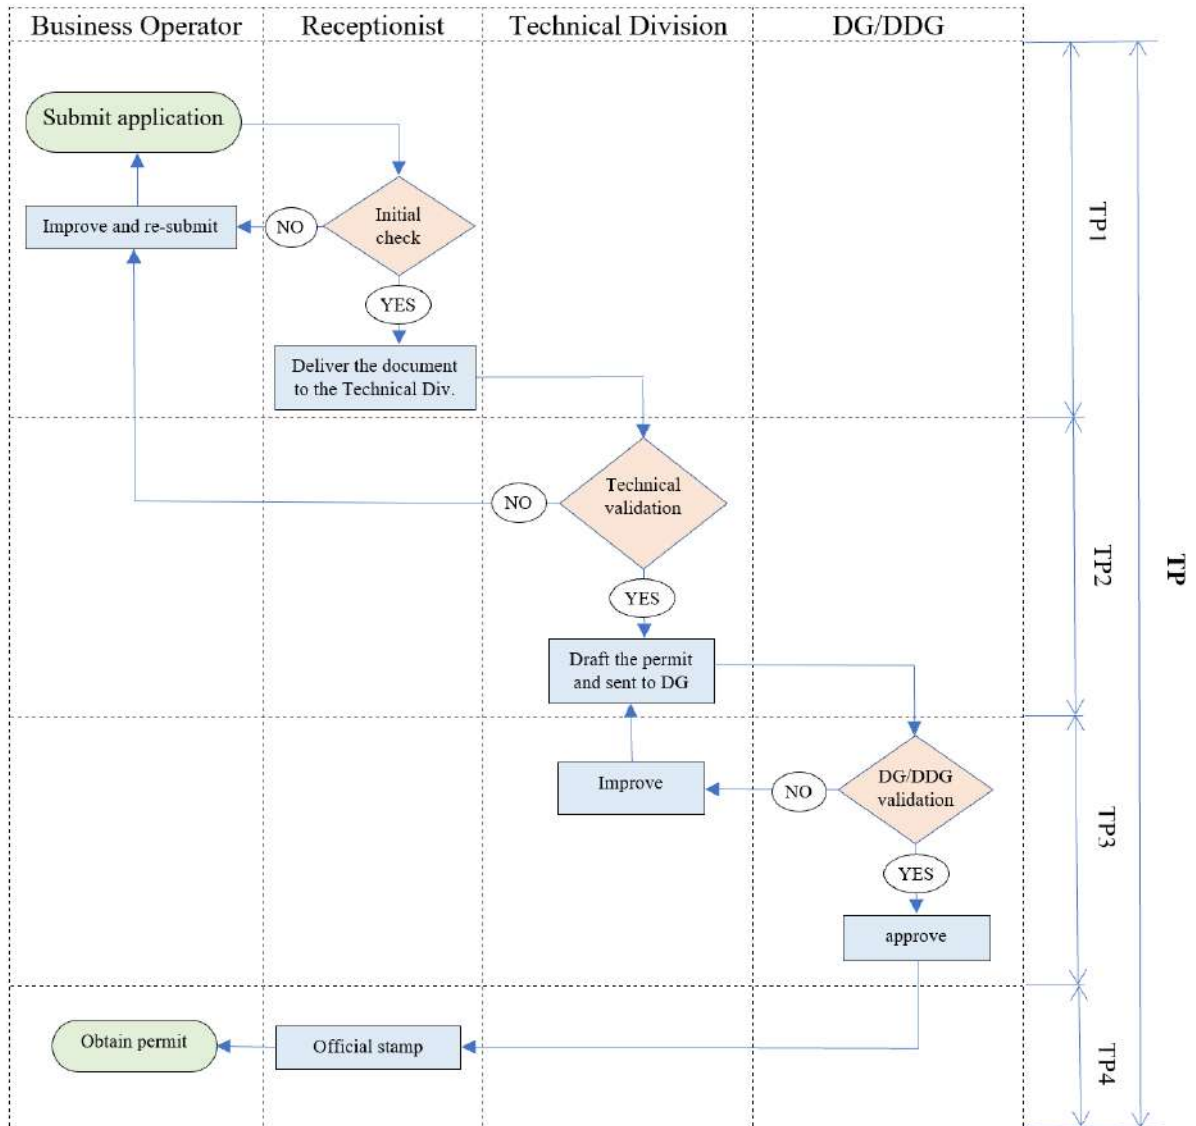 Business Operator
Receptionist
Technical Division
DG/DDG
Submit application
Improve and re-submit
NO
Initial
check
YES
Deliver the document
to the Technical Div.
TP1
NO
Technical
validation
YES
Draft the permit
and sent to DG
TP2
TP
Improve
NO
DG/DDG
validation
YES
approve
TP3
Obtain permit
Official stamp
TP4